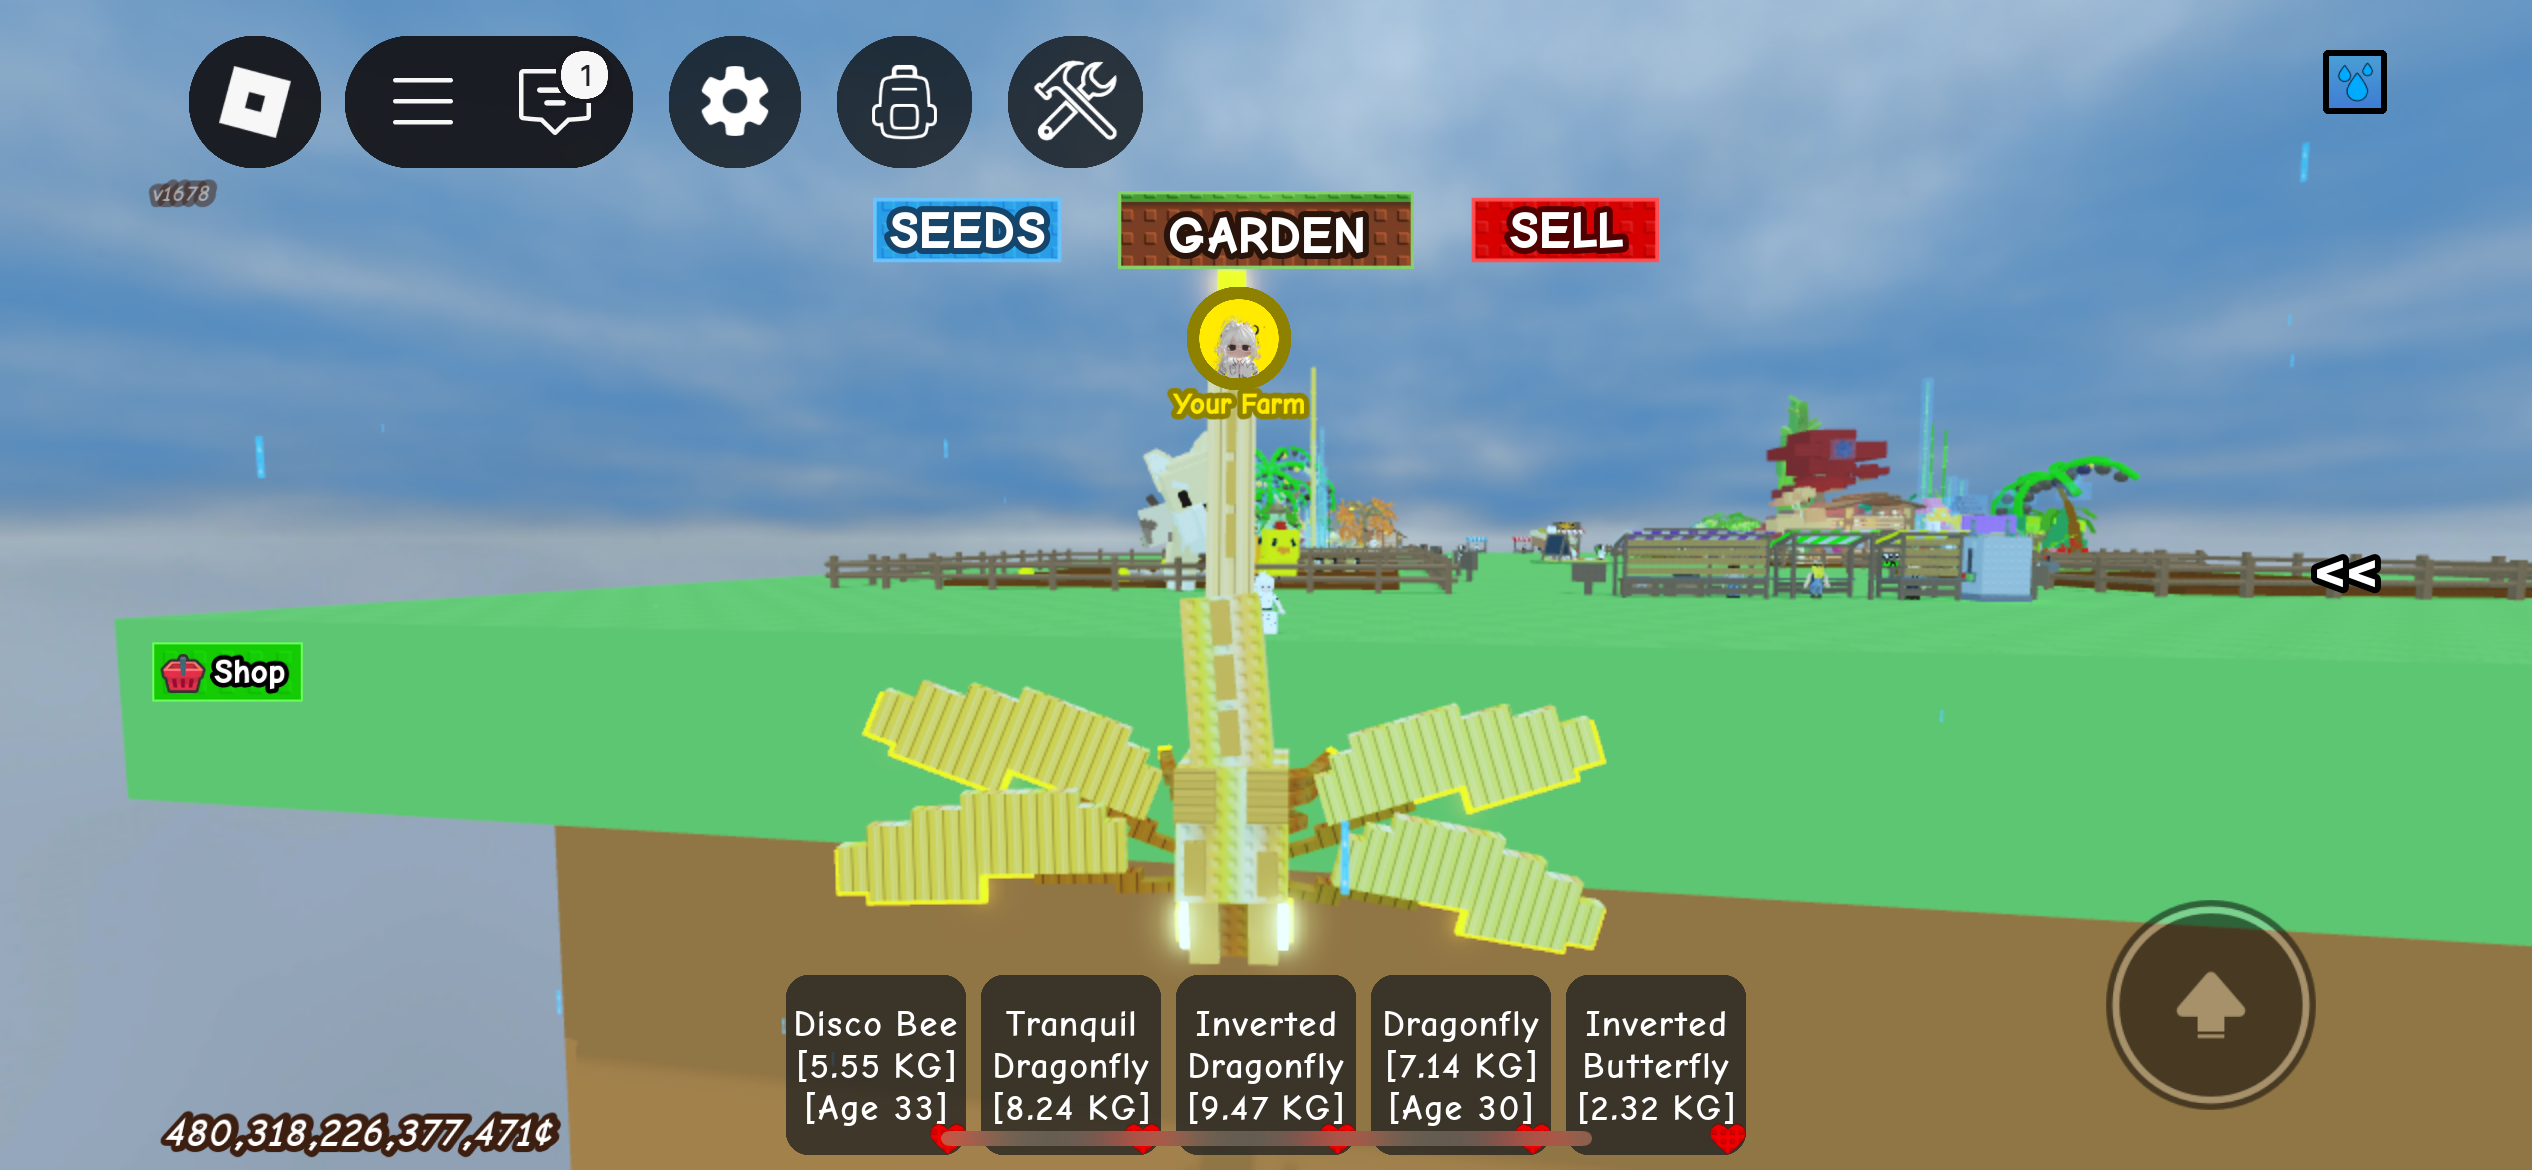 1
v1678
SEEDS
GARDEN
SELL
Your Farm
<<
Shop
Disco Bee
[5.55 KG]
[Age 33]
Tranquil
Dragonfly
[8.24 KG]
Inverted
Dragonfly
[9.47 KG]
Dragonfly
[7.14 KG]
[Age 30]
Inverted
Butterfly
[2.32 KG]
480,318,226,377,471¢